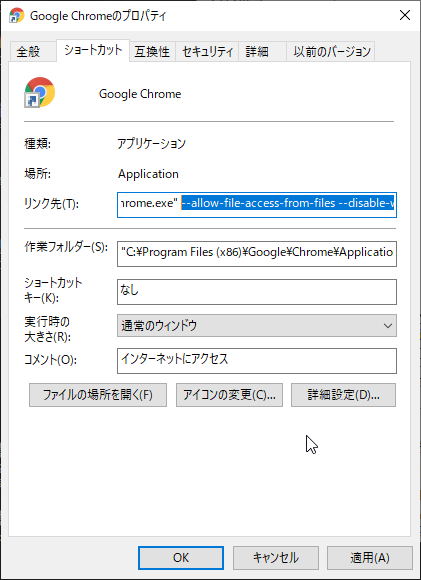 Google Chromeのプロパティ
全般 ショートカット 互換性 セキュリティ 詳細 以前のバージョン
Google Chrome
種類: アプリケーション
場所: Application
リンク先(T): hrome.exe" --allow-file-access-from-files --disable-w
作業フォルダー(S): "C:¥Program Files (x86)¥Google¥Chrome¥Applicatio
ショートカット
キー(K): なし
実行時の
大きさ(R): 通常のウィンドウ
コメント(O): インターネットにアクセス
ファイルの場所を開く(F) アイコンの変更(C)... 詳細設定(D)...
OK キャンセル 適用(A)